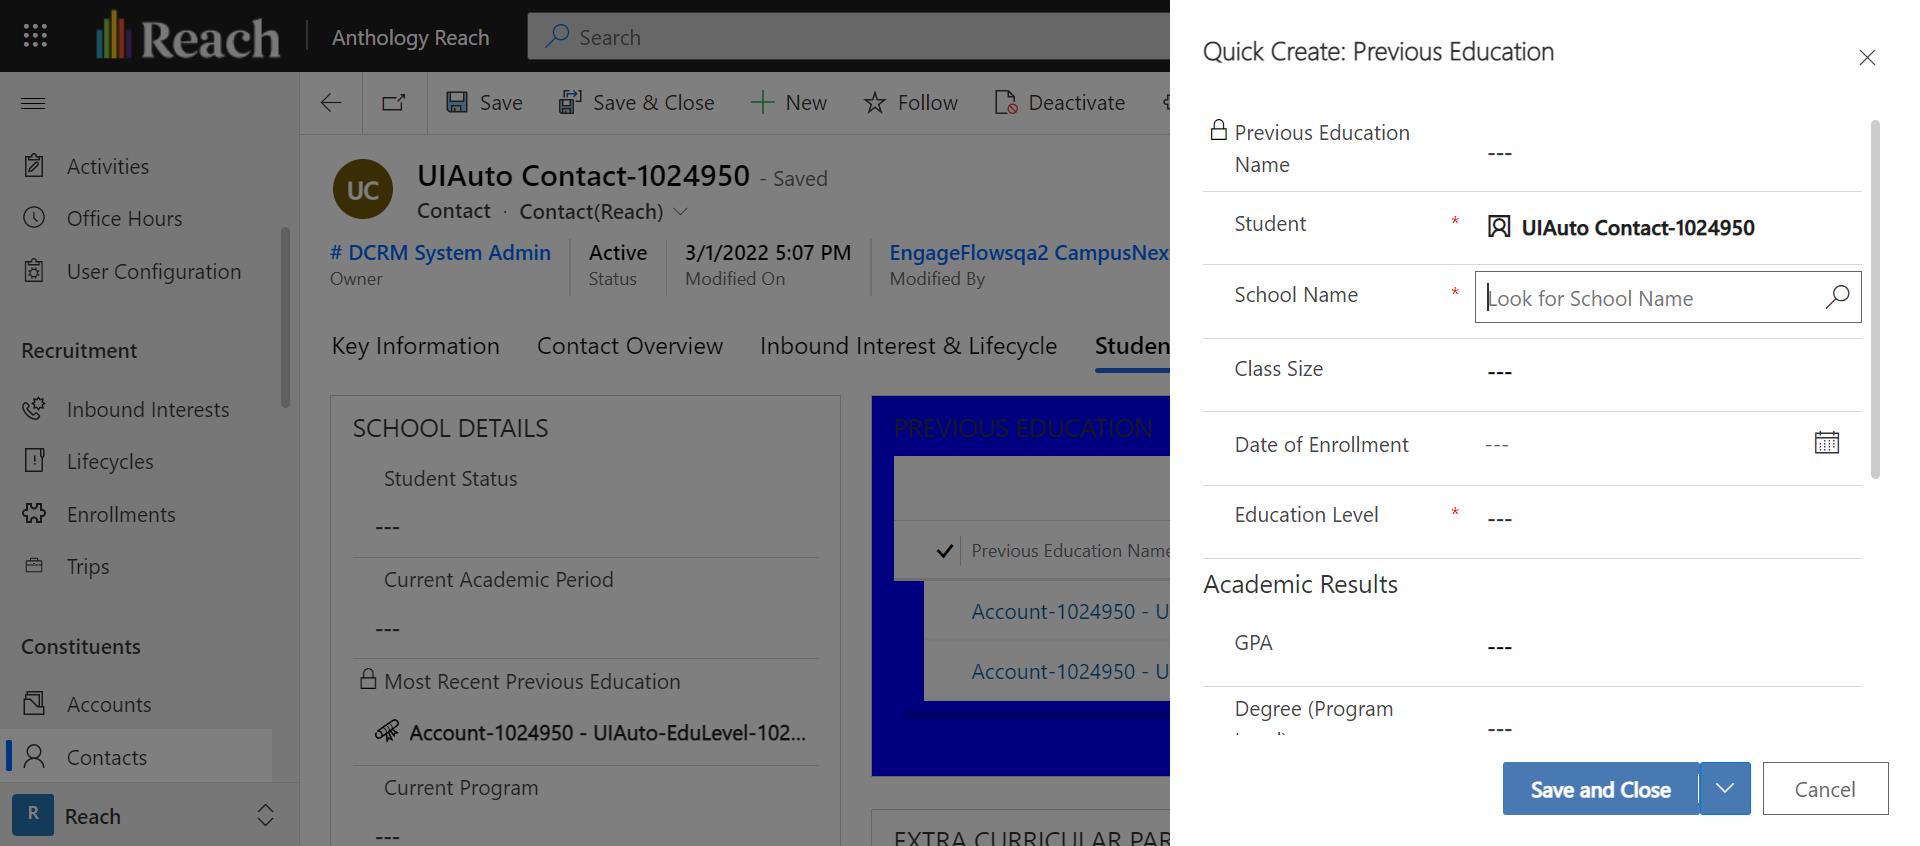 Reach
Anthology Reach
Search
Save
Save & Close
New
Follow
Deactivate
Activities
Office Hours
User Configuration
Recruitment
Inbound Interests
Lifecycles
Enrollments
Trips
Constituents
Accounts
Contacts
R
Reach
UC
UIAuto Contact-1024950 - Saved
Contact · Contact(Reach)
# DCRM System Admin
Owner
Active
Status
3/1/2022 5:07 PM
Modified On
EngageFlowsqa2 CampusNex
Modified By
Key Information
Contact Overview
Inbound Interest & Lifecycle
Studen
SCHOOL DETAILS
Student Status
---
Current Academic Period
---
Most Recent Previous Education
Account-1024950 - UIAuto-EduLevel-102...
Current Program
---
PREVIOUS EDUCATION
Previous Education Name
Account-1024950 - U
Account-1024950 - U
EXTRA CURRICULAR PAR
Quick Create: Previous Education
Previous Education
Name
---
Student * UIAuto Contact-1024950
School Name * Look for School Name
Class Size ---
Date of Enrollment ---
Education Level * ---
Academic Results
GPA ---
Degree (Program
---
Save and Close
Cancel